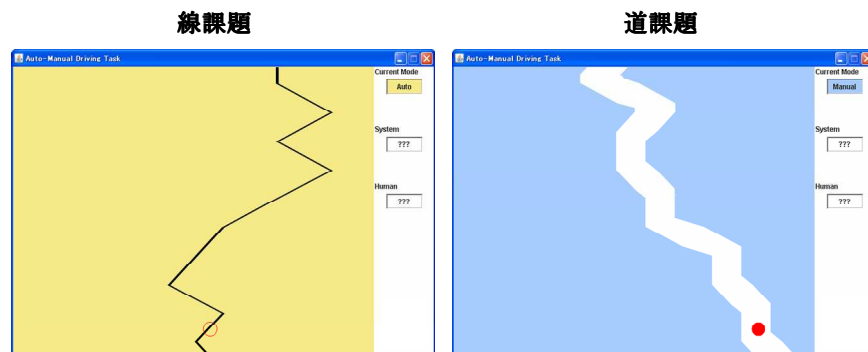 線課題
道課題
Auto-Manual Driving Task
Current Mode
Auto
System
???
Human
???
Auto-Manual Driving Task
Current Mode
Manual
System
???
Human
???